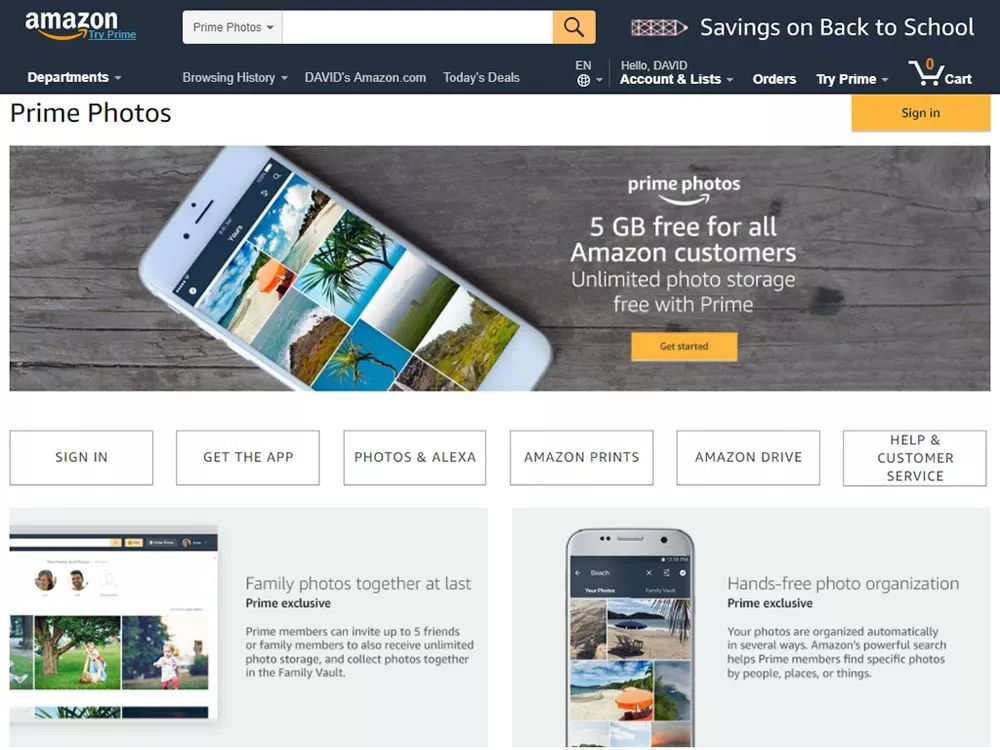 amazon
Try Prime
Prime Photos
Savings on Back to School
Departments
Browsing History
DAVID's Amazon.com
Today's Deals
EN
Hello, DAVID
Account & Lists
Orders
Try Prime
0
Cart
Prime Photos
Sign in
Yours
prime photos
5 GB free for all
Amazon customers
Unlimited photo storage
free with Prime
Get started
SIGN IN
GET THE APP
PHOTOS & ALEXA
AMAZON PRINTS
AMAZON DRIVE
HELP &
CUSTOMER
SERVICE
Family photos together at last
Prime exclusive
Prime members can invite up to 5 friends
or family members to also receive unlimited
photo storage, and collect photos together
in the Family Vault.
12:38 PM
Beach
Your Photos
Family Vault
Hands-free photo organization
Prime exclusive
Your photos are organized automatically
in several ways. Amazon's powerful search
helps Prime members find specific photos
by people, places, or things.